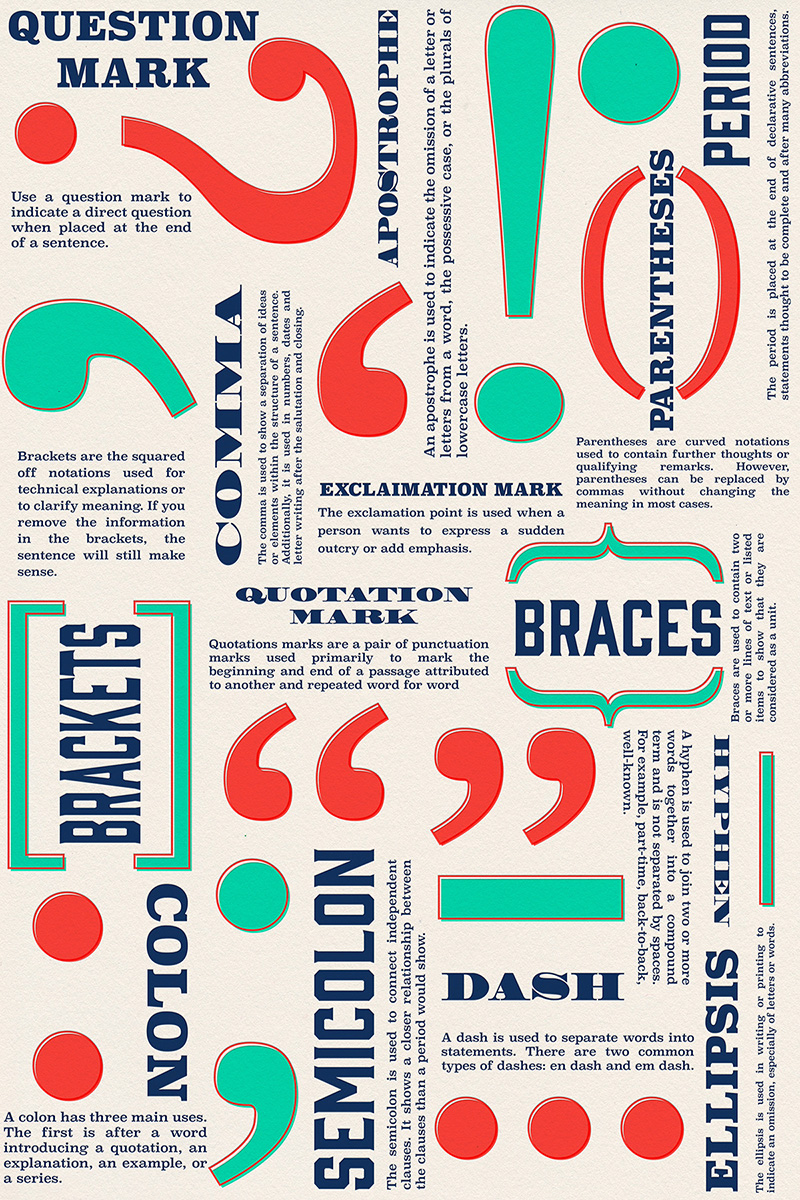 QUESTION
MARK
Use a question mark to
indicate a direct question
when placed at the end
of a sentence.
APOSTROPHE
An apostrophe is used to indicate the omission of a letter or
letters from a word, the possessive case, or the plurals of
lowercase letters.
PERIOD
The period is placed at the end of declarative sentences,
statements thought to be complete and after many abbreviations.
PARENTHESES
Parentheses are curved notations
used to contain further thoughts or
qualifying remarks. However,
parentheses can be replaced by
commas without changing the
meaning in most cases.
COMMA
The comma is used to show a separation of ideas
or elements within the structure of a sentence.
Additionally, it is used in numbers, dates and
letter writing after the salutation and closing.
EXCLAIMATION MARK
The exclamation point is used when a
person wants to express a sudden
outcry or add emphasis.
Brackets are the squared
off notations used for
technical explanations or
to clarify meaning. If you
remove the information
in the brackets, the
sentence will still make
sense.
BRACKETS
QUOTATION
MARK
Quotations marks are a pair of punctuation
marks used primarily to mark the
beginning and end of a passage attributed
to another and repeated word for word
BRACES
Braces are used to contain two
or more lines of text or listed
items to show that they are
considered as a unit.
HYPHEN
A hyphen is used to join two or more
words together into a compound
term and is not separated by spaces.
For example, part-time, back-to-back,
well-known.
COLON
A colon has three main uses.
The first is after a word
introducing a quotation, an
explanation, an example, or
a series.
SEMICOLON
The semicolon is used to connect independent
clauses. It shows a closer relationship between
the clauses than a period would show.
DASH
A dash is used to separate words into
statements. There are two common
types of dashes: en dash and em dash.
ELLIPSIS
The ellipsis is used in writing or printing to
indicate an omission, especially of letters or words.